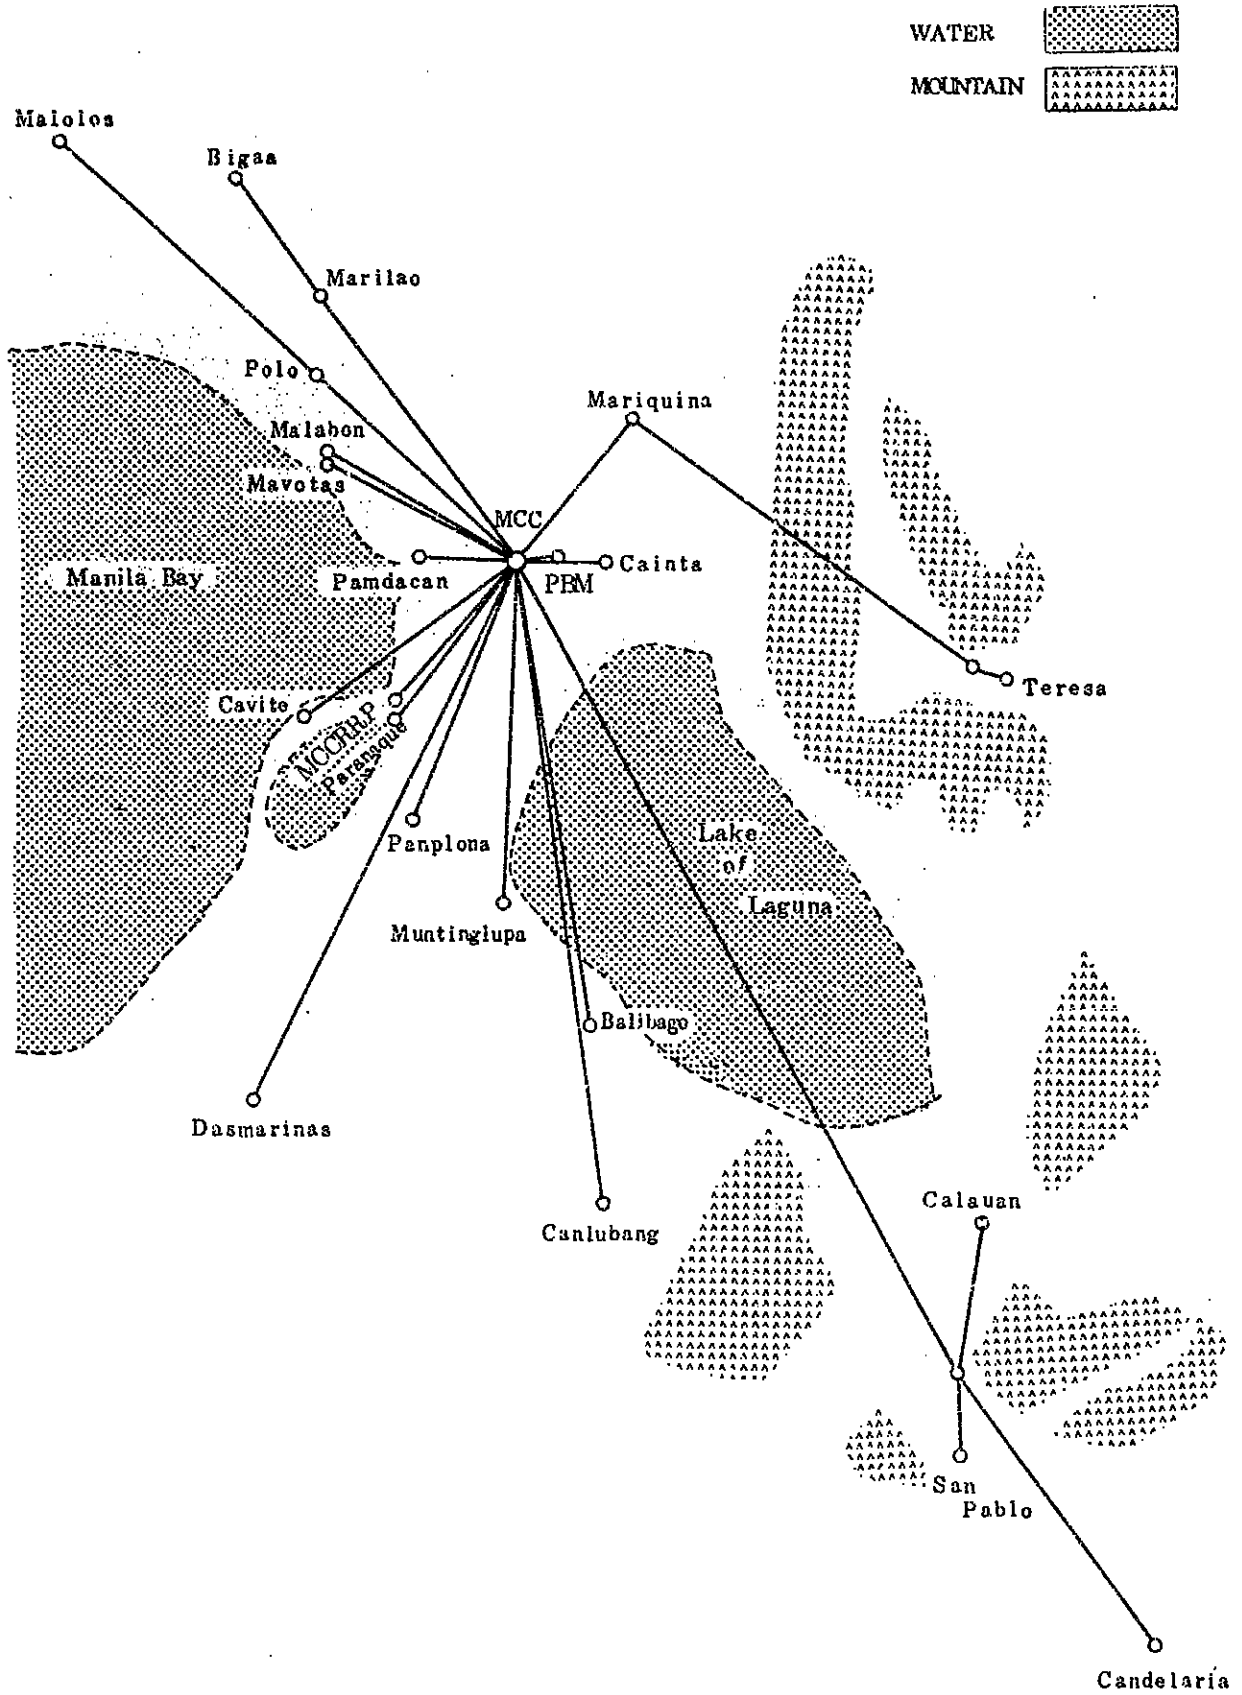 WATER
MOUNTAIN
Malolos
Bigaa
Marilao
Polo
Mariquina
Malabon
Mavotas
MCC
Manila Bay
Pamdacan
PBM
Cainta
Cavite
MCCRRP
Paranaque
Teresa
Panplona
Lake
of
Laguna
Muntinglupa
Balibago
Dasmarinas
Calauan
Canlubang
San
Pablo
Candelaria